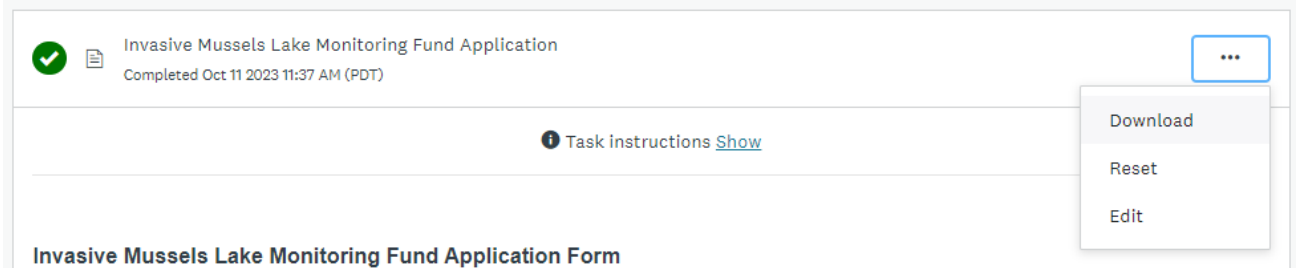 Invasive Mussels Lake Monitoring Fund Application
Completed Oct 11 2023 11:37 AM (PDT)
•••
Download
Task instructions Show
Reset
Edit
Invasive Mussels Lake Monitoring Fund Application Form